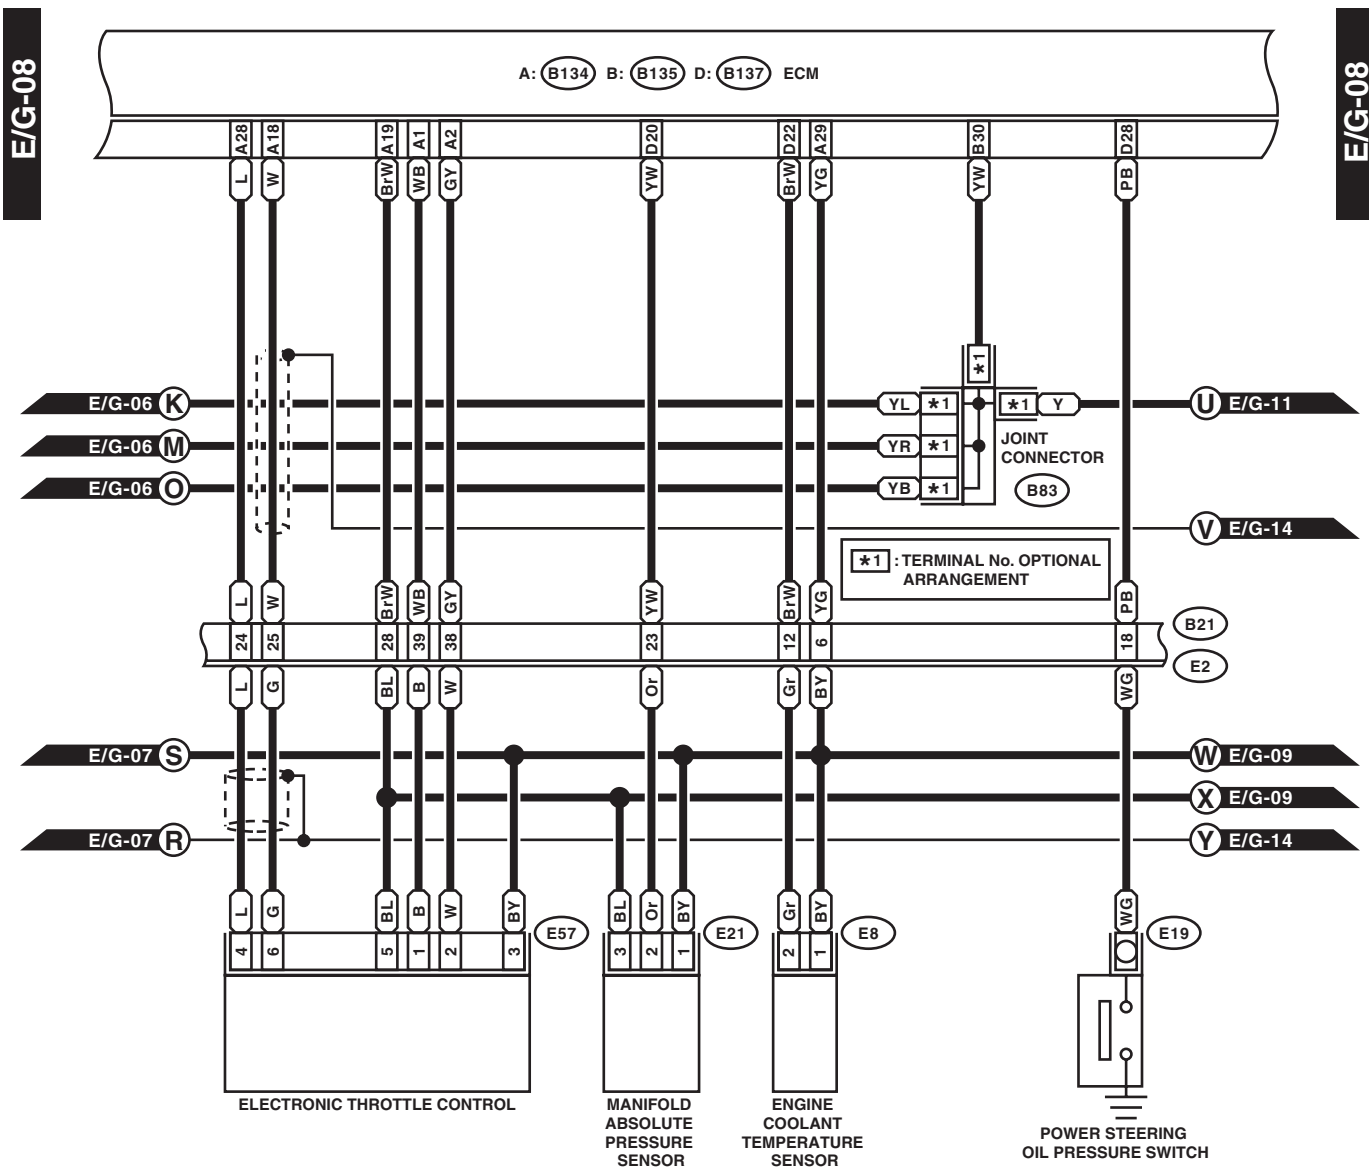 E/G-08
E/G-08
A: B134 B: B135 D: B137 ECM
A28 A18 A19 A1 A2 D20 D22 A29 B30 D28
L W BrW WB GY YW BrW YG YW PB
*1
E/G-06 K YL *1 *1 Y U E/G-11
E/G-06 M YR *1 JOINT
CONNECTOR
E/G-06 O YB *1 B83
V E/G-14
*1 : TERMINAL No. OPTIONAL
ARRANGEMENT
L W BrW WB GY YW BrW YG PB
B21
24 25 28 39 38 23 12 6 18
E2
L G BL B W Or Gr BY WG
E/G-07 S W E/G-09
X E/G-09
E/G-07 R Y E/G-14
L G BL B W BY BL Or BY Gr BY WG
E57 E21 E8 E19
4 6 5 1 2 3 3 2 1 2 1
ELECTRONIC THROTTLE CONTROL
MANIFOLD
ABSOLUTE
PRESSURE
SENSOR
ENGINE
COOLANT
TEMPERATURE
SENSOR
POWER STEERING
OIL PRESSURE SWITCH